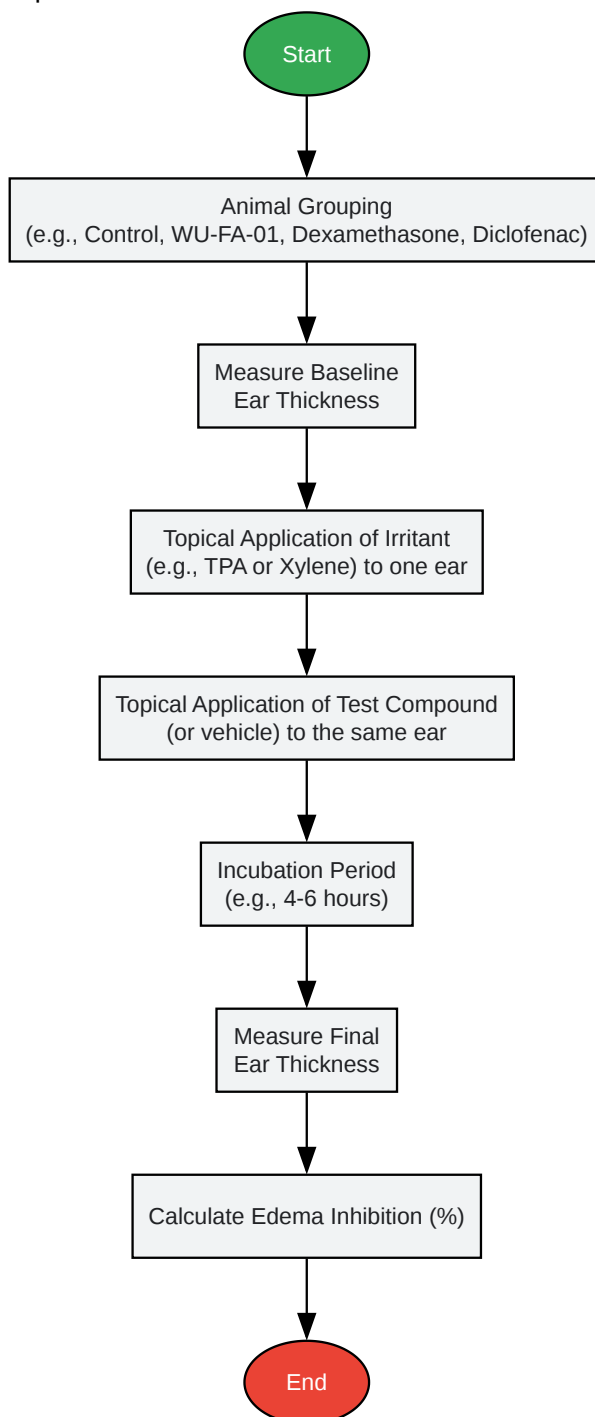 Start
Animal Grouping
(e.g., Control, WU-FA-01, Dexamethasone, Diclofenac)
Measure Baseline
Ear Thickness
Topical Application of Irritant
(e.g., TPA or Xylene) to one ear
Topical Application of Test Compound
(or vehicle) to the same ear
Incubation Period
(e.g., 4-6 hours)
Measure Final
Ear Thickness
Calculate Edema Inhibition (%)
End